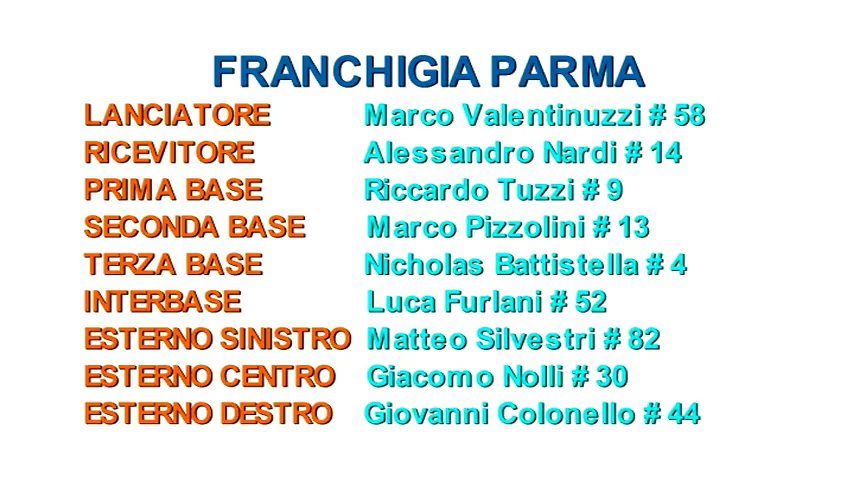 FRANCHIGIA PARMA
LANCIATORE Marco Valentinuzzi # 58
RICEVITORE Alessandro Nardi # 14
PRIMA BASE Riccardo Tuzzi # 9
SECONDA BASE Marco Pizzolini # 13
TERZA BASE Nicholas Battistella # 4
INTERBASE Luca Furlani # 52
ESTERNO SINISTRO Matteo Silvestri # 82
ESTERNO CENTRO Giacomo Nolli # 30
ESTERNO DESTRO Giovanni Colonello # 44